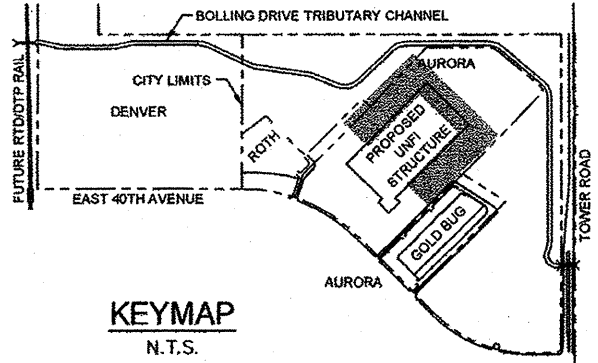 BOLLING DRIVE TRIBUTARY CHANNEL
AURORA
CITY LIMITS
DENVER
FUTURE RTD/DTP RAIL
ROTH
PROPOSED
UNFI
STRUCTURE
EAST 40TH AVENUE
GOLD BUG
TOWER ROAD
AURORA
KEYMAP
N.T.S.